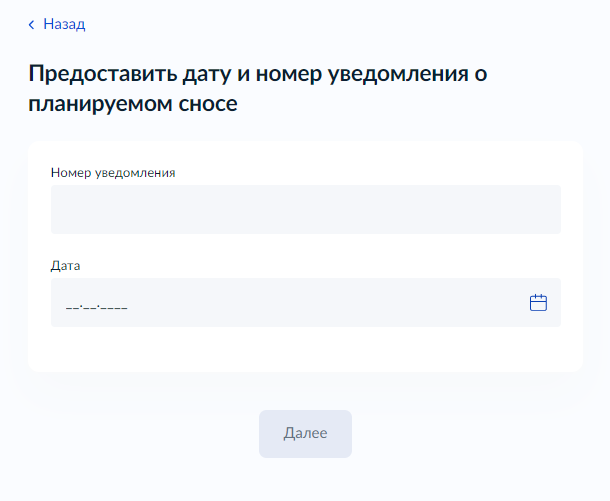 Назад
Предоставить дату и номер уведомления о
планируемом сносе
Номер уведомления
Дата
__.__.____
Далее